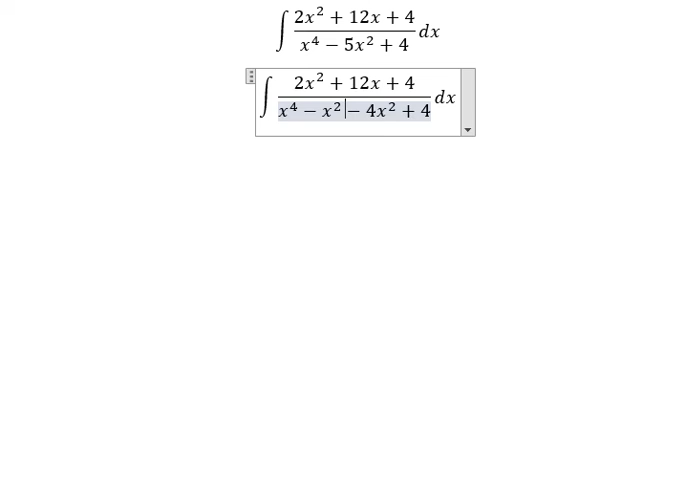 ∫ (2x² + 12x + 4)/(x⁴ − 5x² + 4) dx
∫ (2x² + 12x + 4)/(x⁴ − x² − 4x² + 4) dx